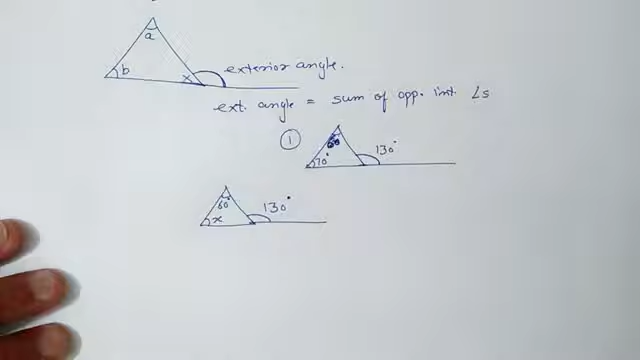 a
b
x
exterior angle.
ext. angle = sum of opp. int. ∠s
1
60°
70°
130°
60°
x
130°